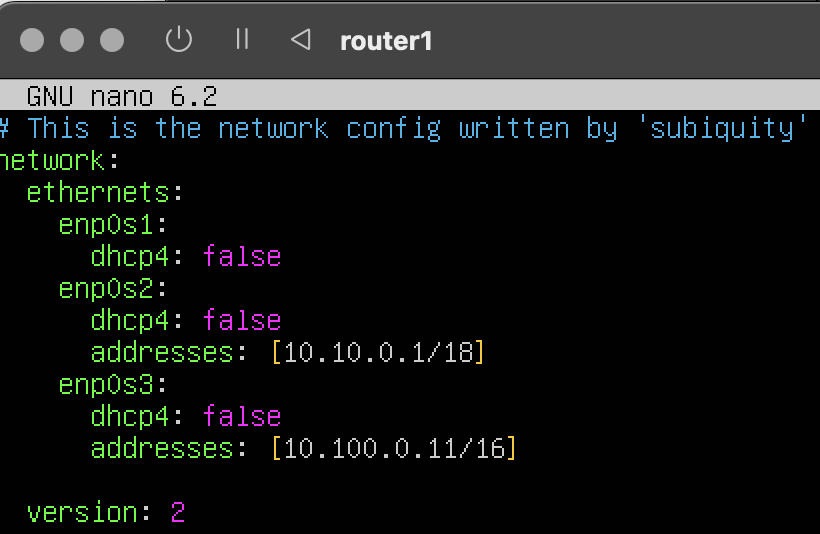 router1
GNU nano 6.2
# This is the network config written by 'subiquity'
network:
  ethernets:
    enp0s1:
      dhcp4: false
    enp0s2:
      dhcp4: false
      addresses: [10.10.0.1/18]
    enp0s3:
      dhcp4: false
      addresses: [10.100.0.11/16]
  version: 2